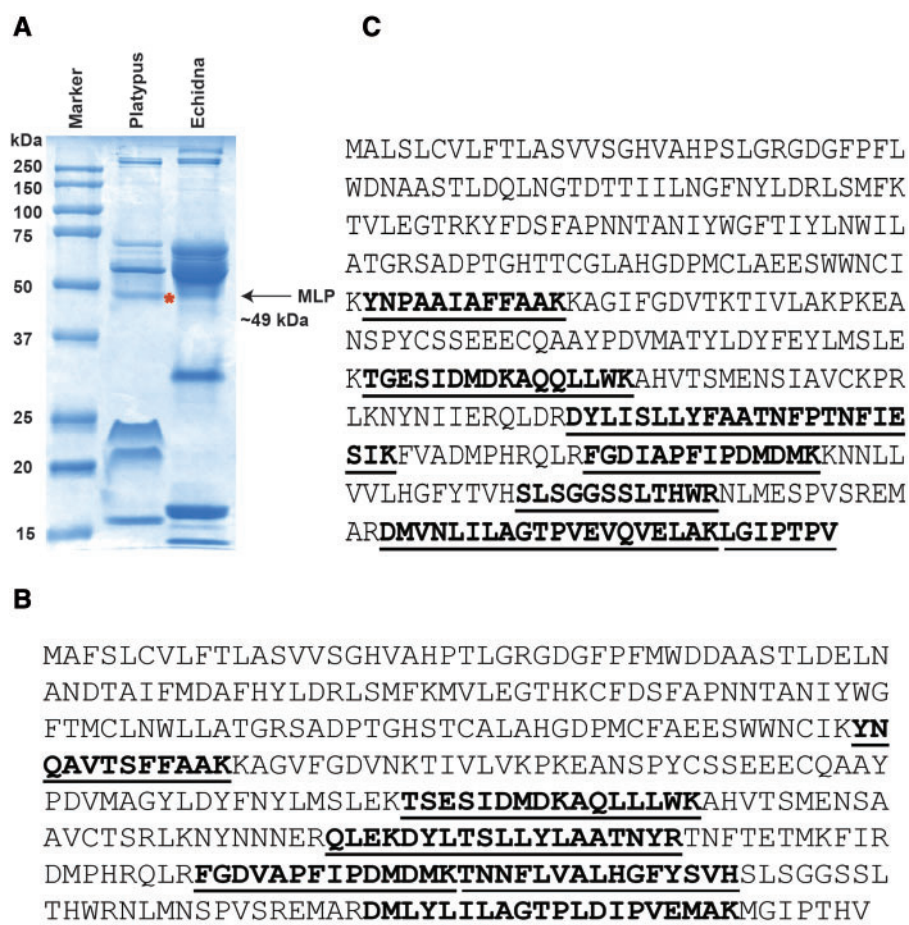 A
C
Marker
Platypus
Echidna
kDa
250
150
100
75
50
37
25
20
15
*
MLP
~49 kDa
MALSLCVLFTLASVVSGHVAHPSLGRGDGFPFL
WDNAASTLDQLNGTDTTIILNGFNYLDRLSMFK
TVLEGTRKYFDSFAPNNTANIYWGFTIYLNWIL
ATGRSADPTGHTTCGLAHGDPMCLAEESWWNCI
KYNPAAIAFFAAKKAGIFGDVTKTIVLAKPKEA
NSPYCSSEEECQAAYPDVMATYLDYFEYLMSLE
KTGESIDMDKAQQLLWKAHVTSMENSIAVCKPR
LKNYNIIERQLDRDYLISLLYFAATNFPTNFIE
SIKFVADMPHRQLRFGDIAPFIPDMDMKKNNLL
VVLHGFYTVHSLSGGSSLTHWRNLMESPVSREM
ARDMVNLILAGTPVEVQVELAKLGIPTPV
B
MAFSLCVLFTLASVVSGHVAHPTLGRGDGFPFMWDDAASTLDELN
ANDTAIFMDAFHYLDRLSMFKMVLEGTHKCFDSFAPNNTANIYWG
FTMCLNWLLATGRSADPTGHSTCALAHGDPMCFAEESWWNCIKYN
QAVTSFFAAKKAGVFGDVNKTIVLVKPKEANSPYCSSEEECQAAY
PDVMAGYLDYFNYLMSLEKTSESIDMDKAQLLLWKAHVTSMENSA
AVCTSRLKNYNNNERQLEKDYLTSLLYLAATNYRTNFTETMKFIR
DMPHRQLRFGDVAPFIPDMDMKTNNFLVALHGFYSVHSLSGGSSL
THWRNLMNSPVSREMARDMLYLILAGTPLDIPVEMAKMGIPTHV